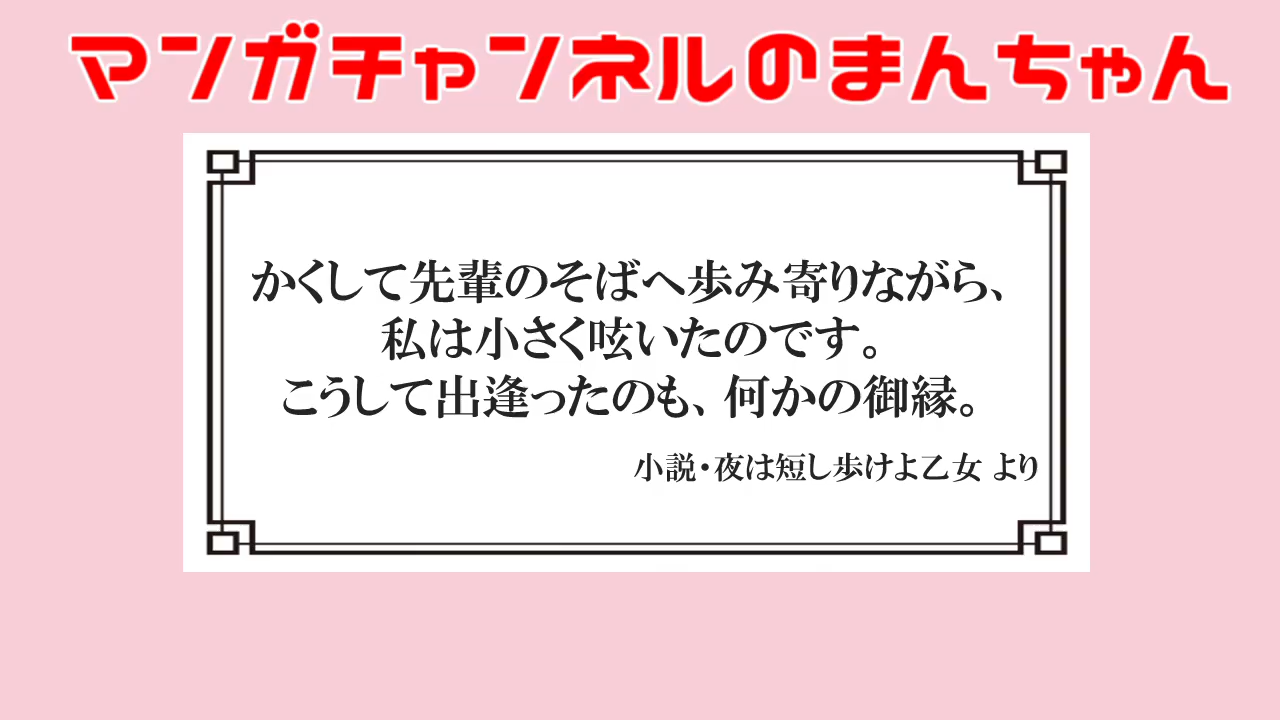 マンガチャンネルのまんちゃん
かくして先輩のそばへ歩み寄りながら、
私は小さく呟いたのです。
こうして出逢ったのも、何かの御縁。
小説・夜は短し歩けよ乙女 より